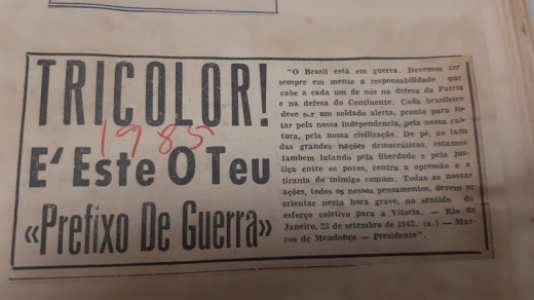 TRICOLOR!
1985
E' Este O Teu
«Prefixo De Guerra»
"O Brasil está em guerra. Devemos ter
sempre em mente a responsabilidade que
cabe a cada um de nós na defesa da Patria
e na defesa do Continente. Cada brasileiro
deve ser um soldado alerta, pronto para lu-
tar pela nossa independencia, pela nossa cul-
tura, pela nossa civilização. De pé, ao lado
das grandes nações democráticas, estamos
tambem lutando pela liberdade e pela jus-
tiça entre os povos, contra a opressão e a
tirania do inimigo comum. Todas as nossas
ações, todos os nossos pensamentos, devem se
orientar nesta hora grave, no sentido do
esforço coletivo para a Vitoria. — Rio de
Janeiro, 23 de setembro de 1942. (a.) — Mar-
cos de Mendonça — Presidente".